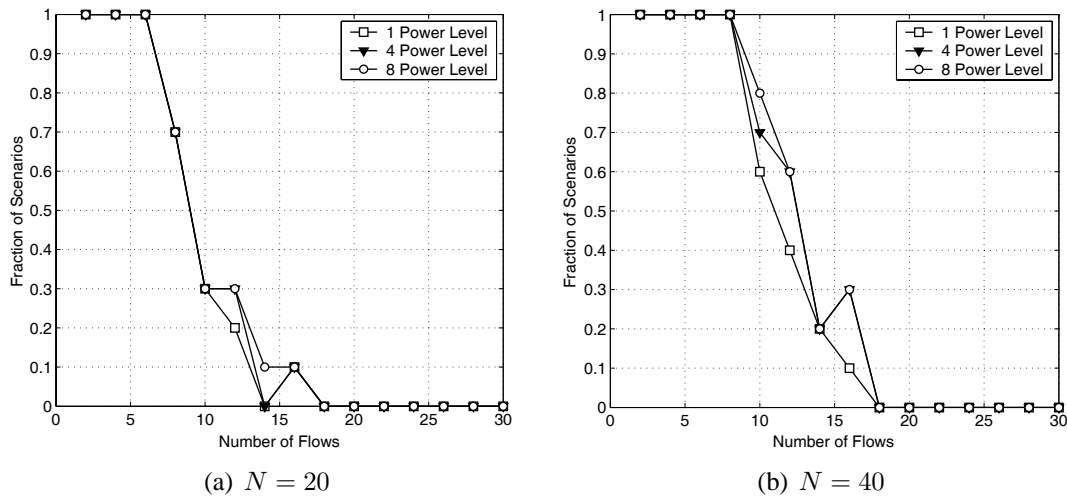 1
0.9
0.8
0.7
0.6
0.5
0.4
0.3
0.2
0.1
0
Fraction of Scenarios
0 5 10 15 20 25 30
Number of Flows
1 Power Level
4 Power Level
8 Power Level
(a) N = 20
1
0.9
0.8
0.7
0.6
0.5
0.4
0.3
0.2
0.1
0
Fraction of Scenarios
0 5 10 15 20 25 30
Number of Flows
1 Power Level
4 Power Level
8 Power Level
(b) N = 40